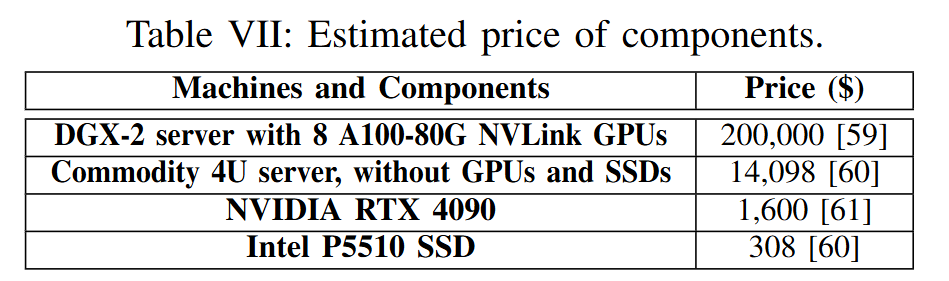 Table VII: Estimated price of components.
Machines and Components Price ($)
DGX-2 server with 8 A100-80G NVLink GPUs 200,000 [59]
Commodity 4U server, without GPUs and SSDs 14,098 [60]
NVIDIA RTX 4090 1,600 [61]
Intel P5510 SSD 308 [60]